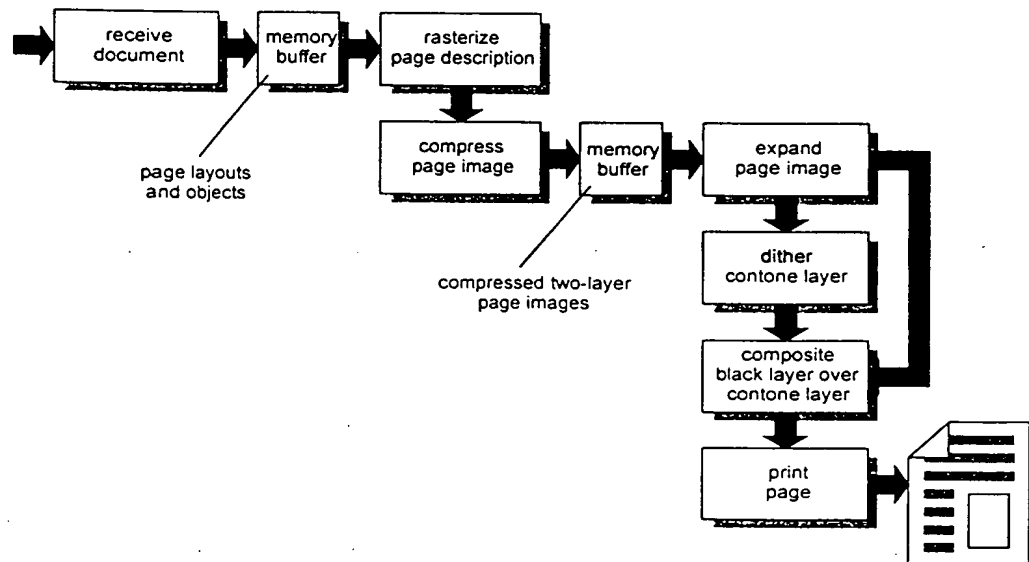 receive
document
memory
buffer
rasterize
page description
page layouts
and objects
compress
page image
memory
buffer
expand
page image
compressed two-layer
page images
dither
contone layer
composite
black layer over
contone layer
print
page